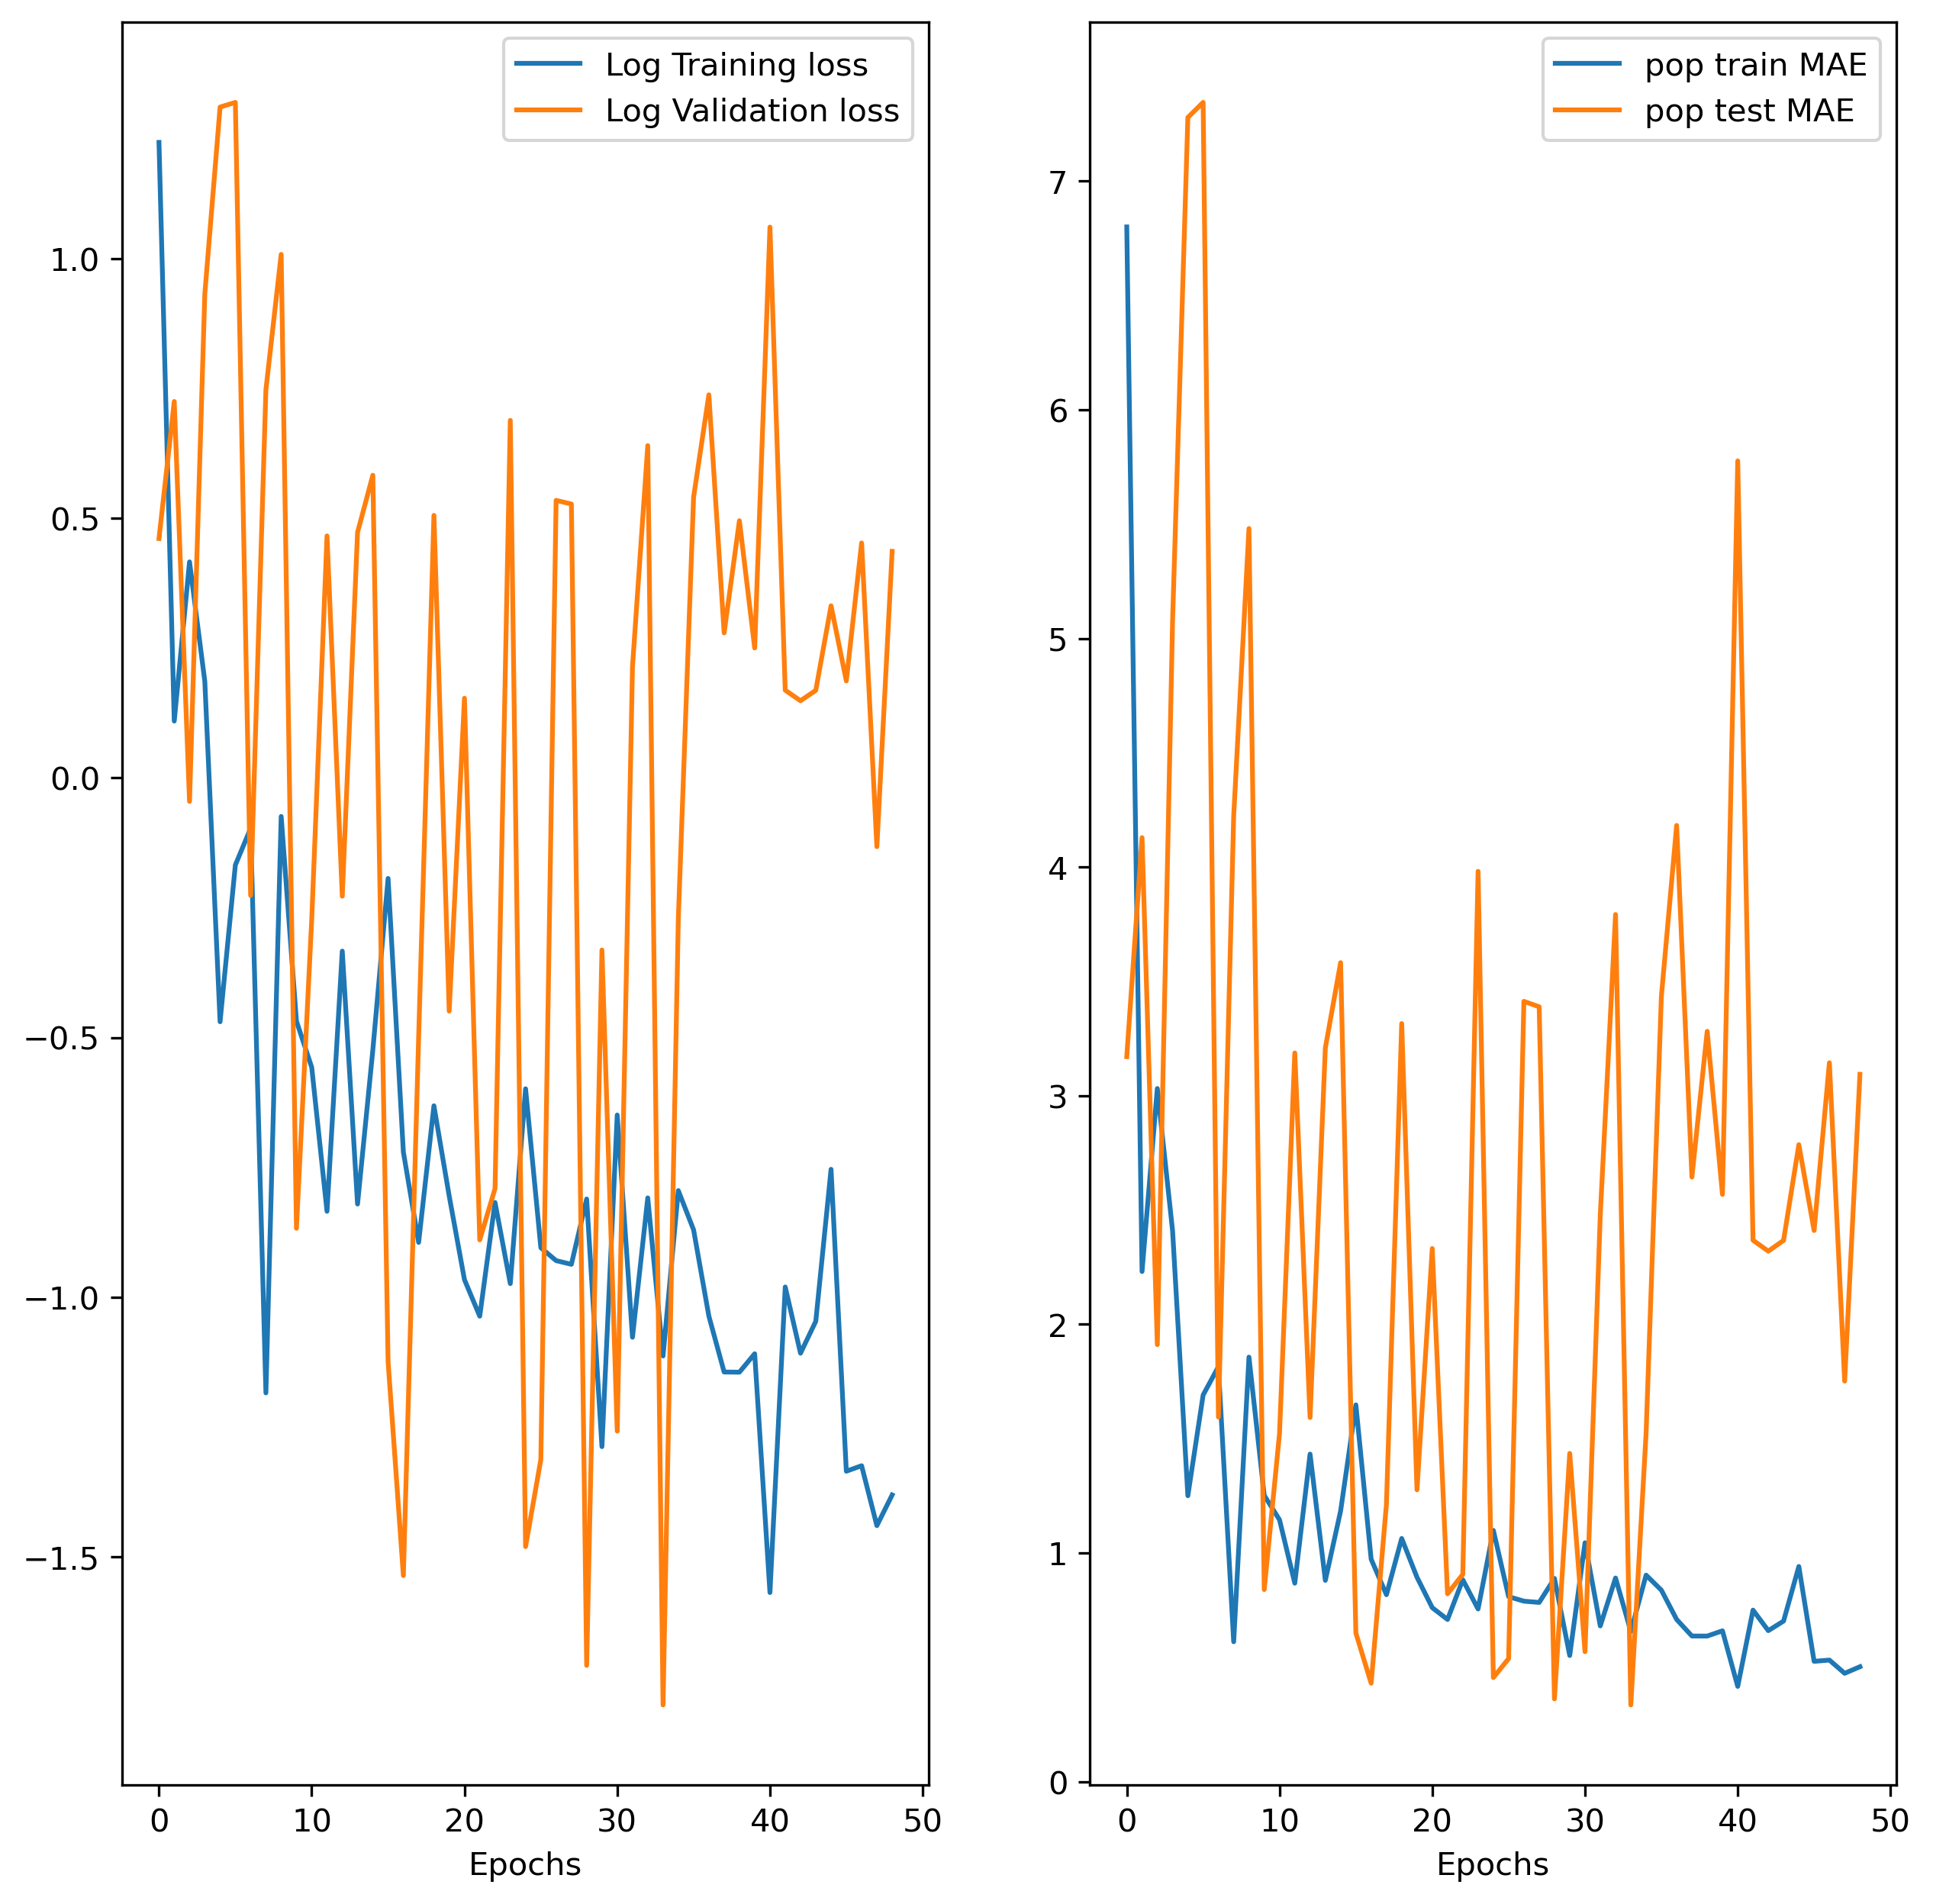 Log Training loss
Log Validation loss
1.0
0.5
0.0
−0.5
−1.0
−1.5
0 10 20 30 40 50
Epochs
pop train MAE
pop test MAE
7
6
5
4
3
2
1
0
0 10 20 30 40 50
Epochs